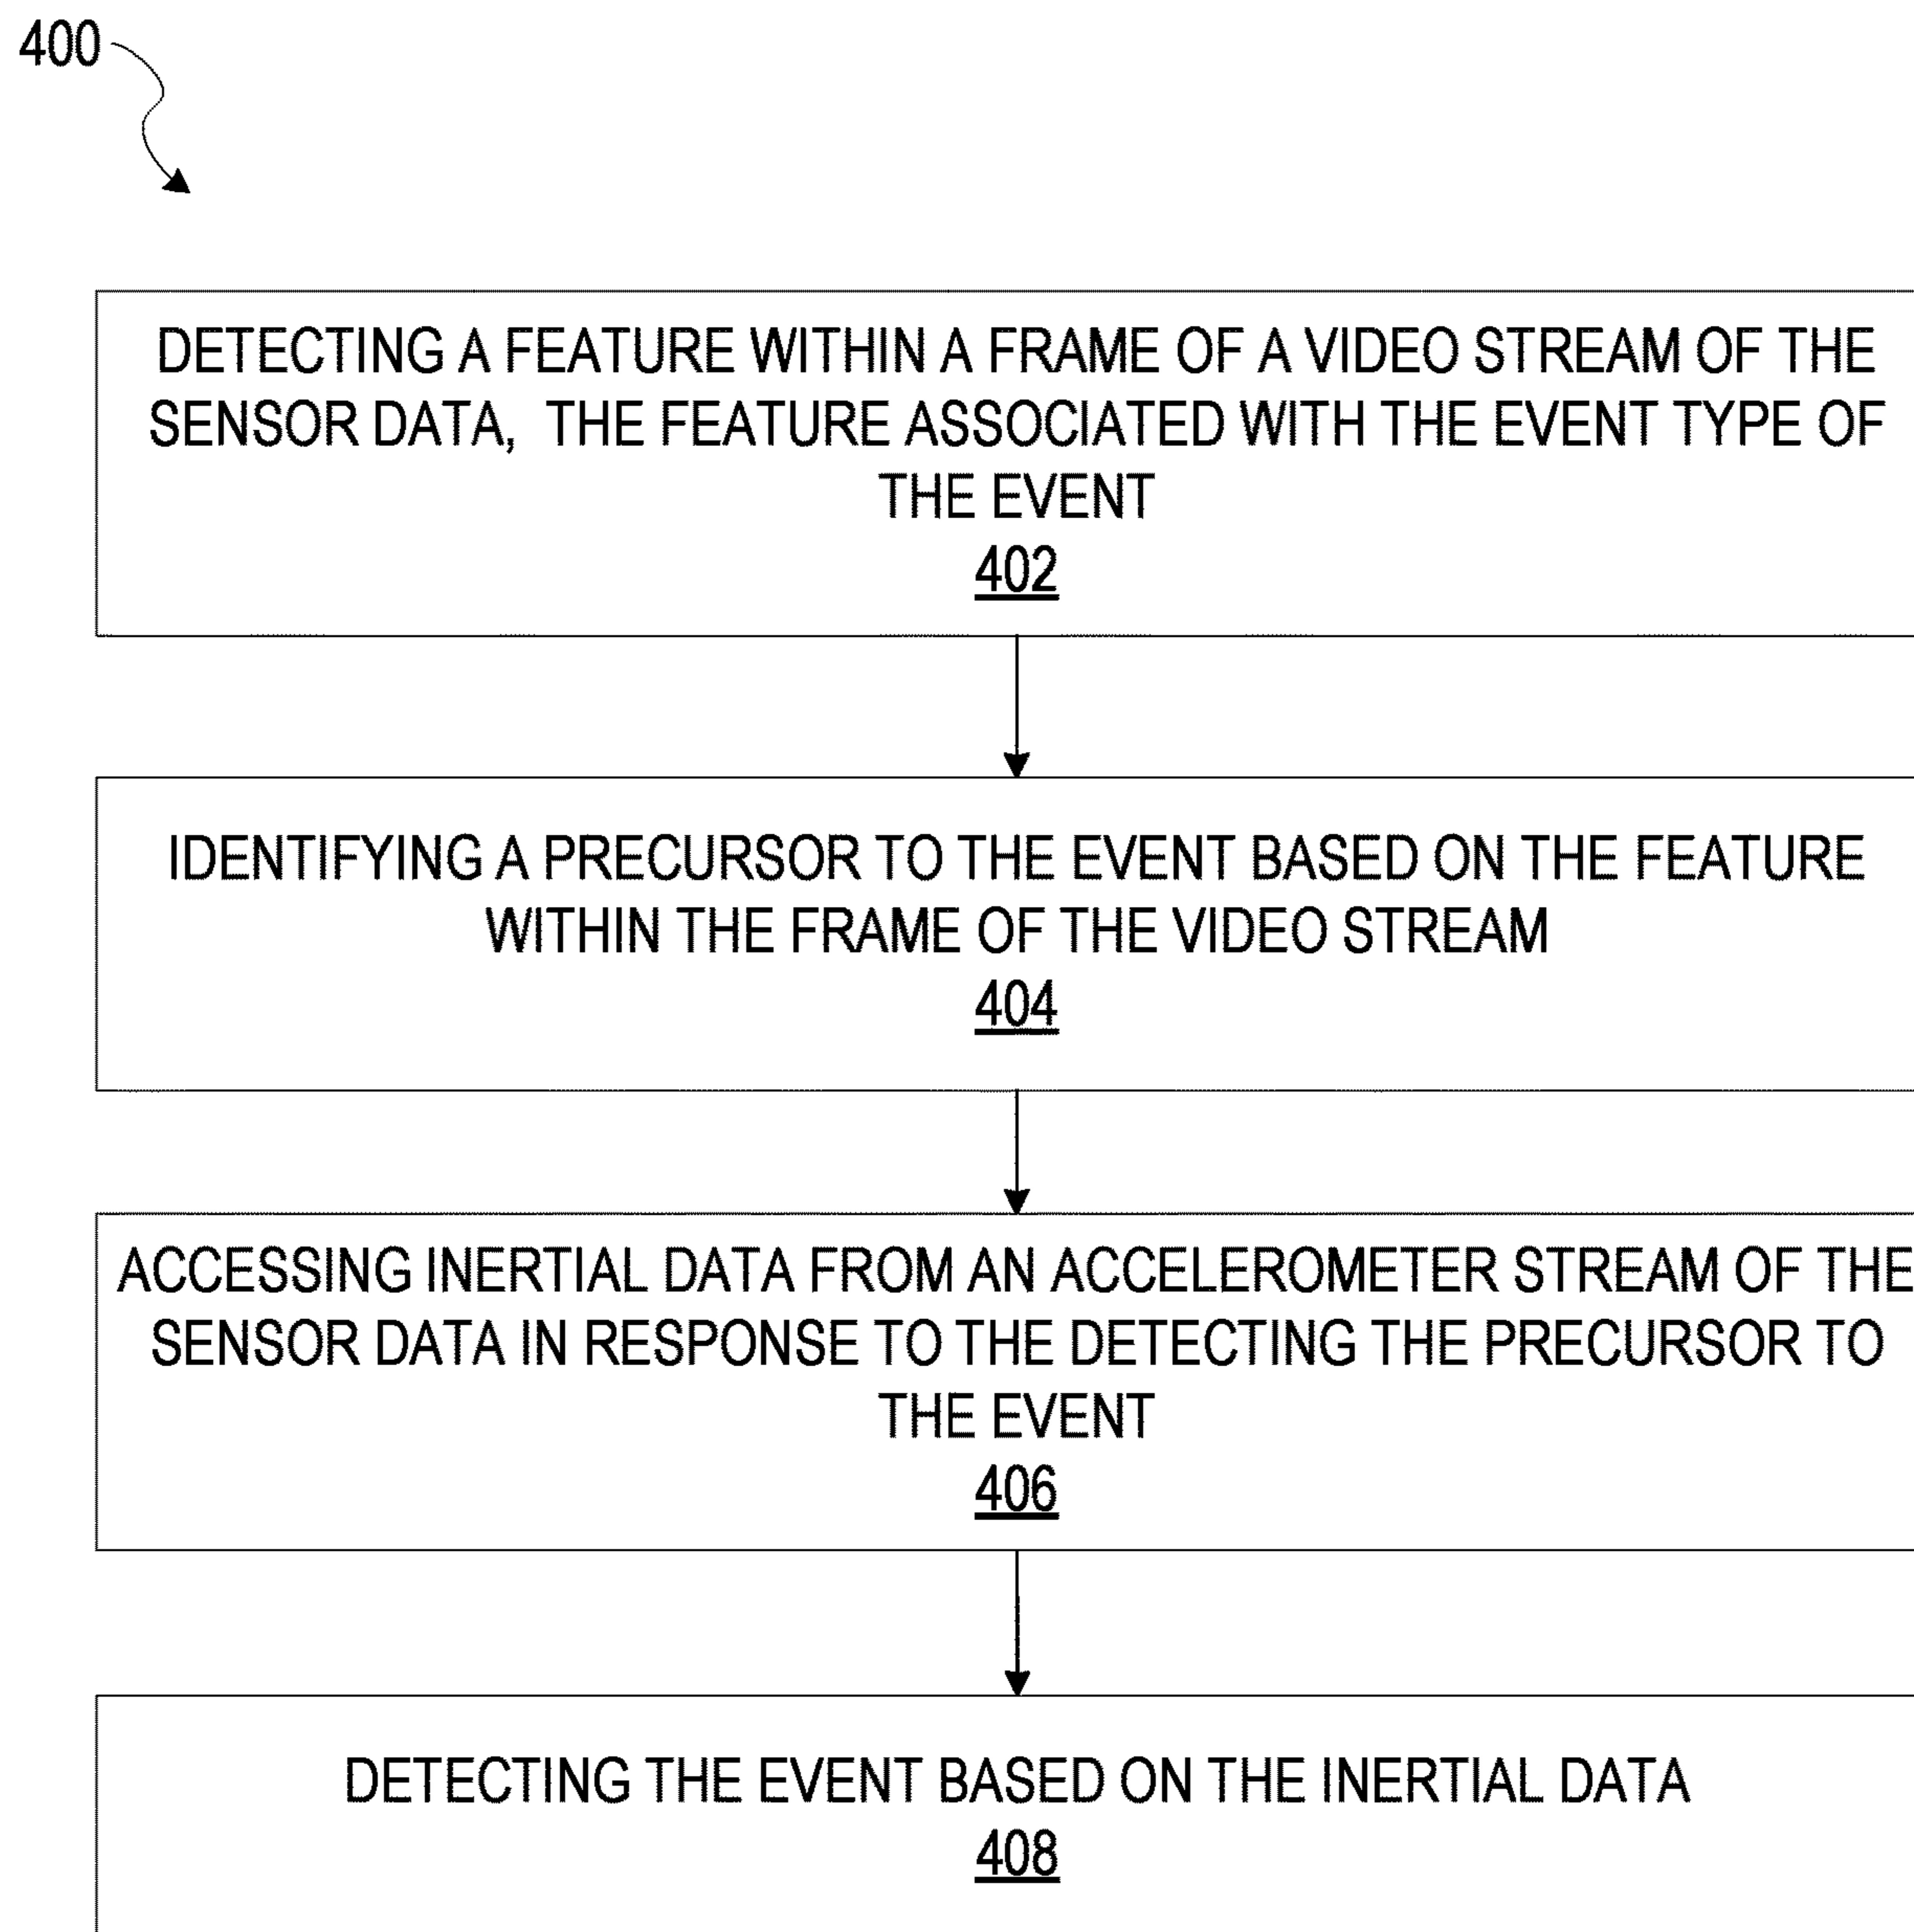 400
DETECTING A FEATURE WITHIN A FRAME OF A VIDEO STREAM OF THE
SENSOR DATA, THE FEATURE ASSOCIATED WITH THE EVENT TYPE OF
THE EVENT
402
IDENTIFYING A PRECURSOR TO THE EVENT BASED ON THE FEATURE
WITHIN THE FRAME OF THE VIDEO STREAM
404
ACCESSING INERTIAL DATA FROM AN ACCELEROMETER STREAM OF THE
SENSOR DATA IN RESPONSE TO THE DETECTING THE PRECURSOR TO
THE EVENT
406
DETECTING THE EVENT BASED ON THE INERTIAL DATA
408